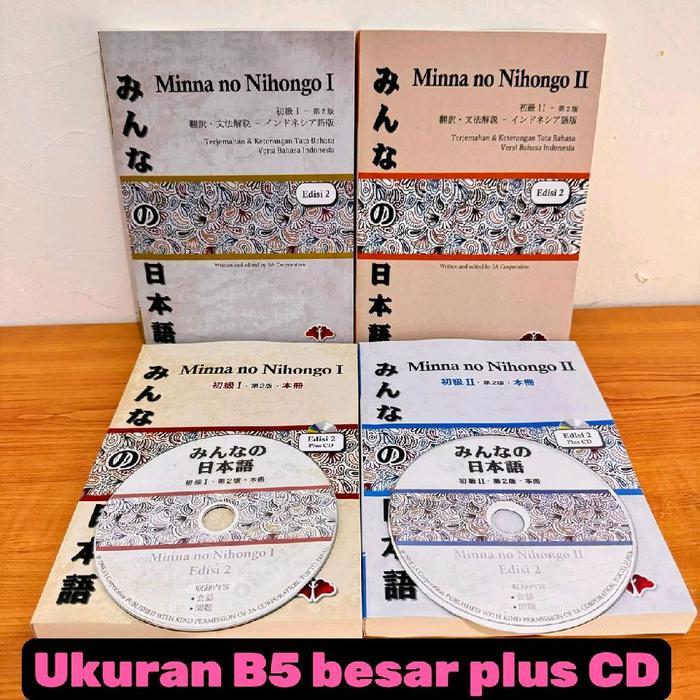 Minna no Nihongo I
みんなの日本語
初級 I - 第2版
翻訳・文法解説 - インドネシア語版
Terjemahan & Keterangan Tata Bahasa
Versi Bahasa Indonesia
Edisi 2
Written and edited by 3A Corporation
Minna no Nihongo II
みんなの日本語
初級 II - 第2版
翻訳・文法解説 - インドネシア語版
Terjemahan & Keterangan Tata Bahasa
Versi Bahasa Indonesia
Edisi 2
Written and edited by 3A Corporation
Minna no Nihongo I
みんなの日本語
初級 I・第2版・本冊
Edisi 2
Plus CD
みんなの
日本語
初級 I・第2版・本冊
Minna no Nihongo I
Edisi 2
収録内容
・会話
・問題
PUBLISHED WITH KIND PERMISSION OF 3A CORPORATION
Minna no Nihongo II
みんなの日本語
初級 II・第2版・本冊
Edisi 2
Plus CD
みんなの
日本語
初級 II・第2版・本冊
Minna no Nihongo II
Edisi 2
収録内容
・会話
・問題
PUBLISHED WITH KIND PERMISSION OF 3A CORPORATION
Ukuran B5 besar plus CD